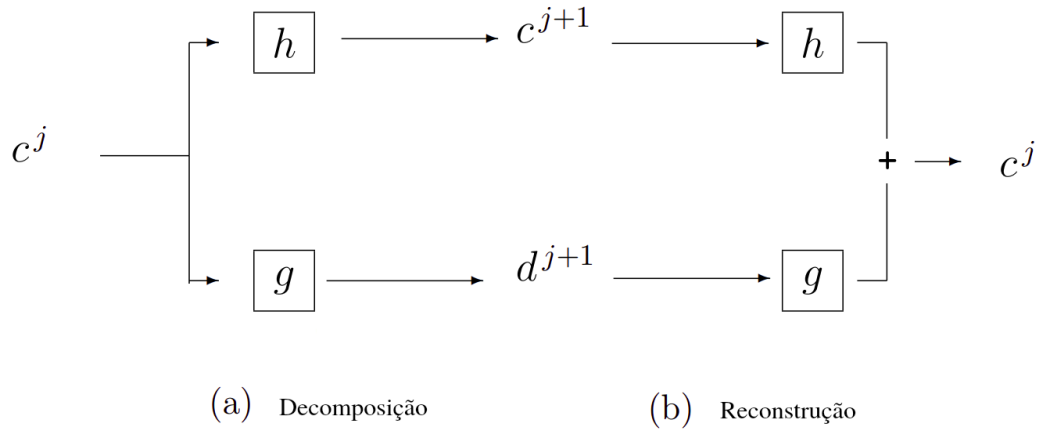 h c^{j+1} h
c^j + c^j
g d^{j+1} g
(a) Decomposição (b) Reconstrução